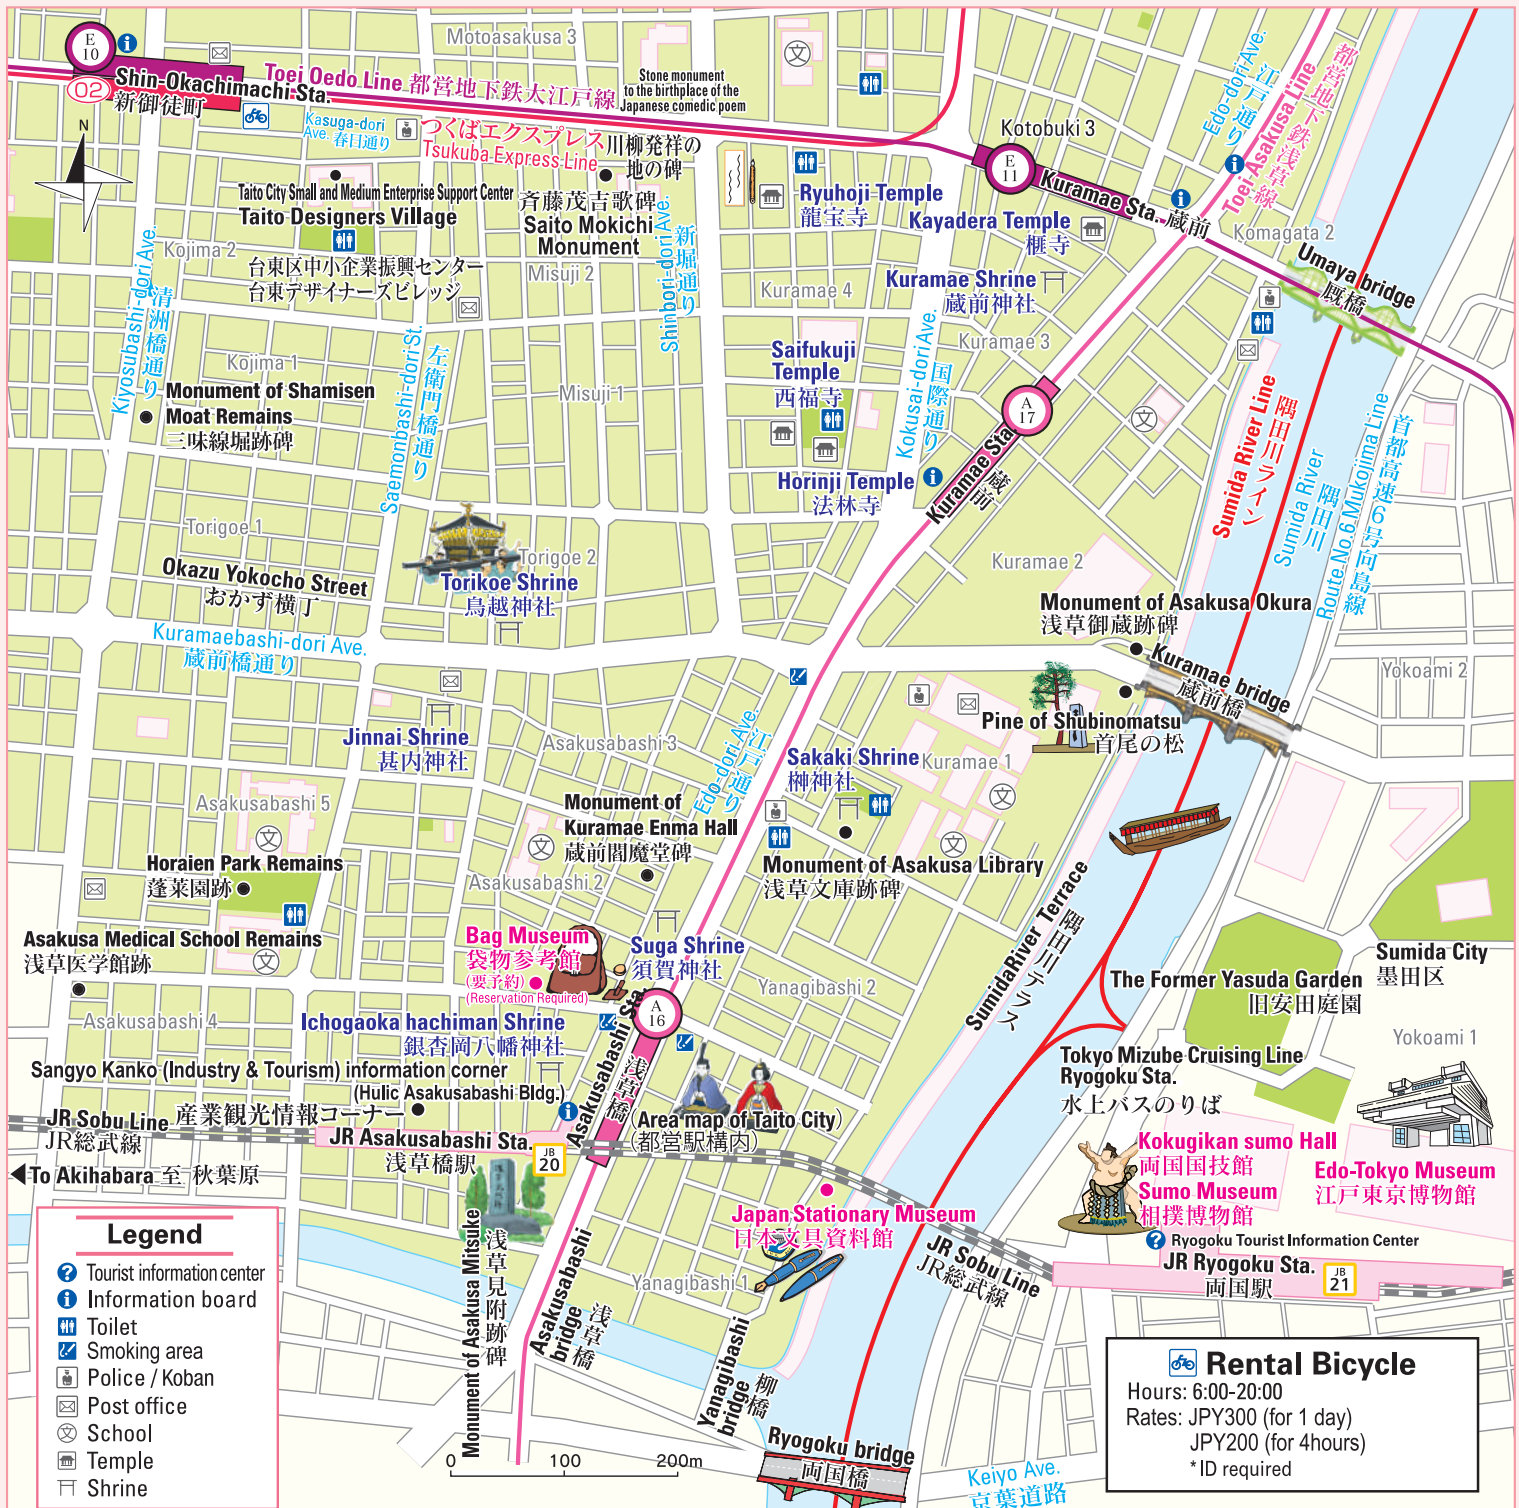 E
10
02
Shin-Okachimachi Sta.
新御徒町
Toei Oedo Line 都営地下鉄大江戸線
Motoasakusa 3
Stone monument
to the birthplace of the
Japanese comedic poem
川柳発祥の
地の碑
Kasuga-dori
Ave. 春日通り
つくばエクスプレス
Tsukuba Express Line
N
Taito City Small and Medium Enterprise Support Center
Taito Designers Village
台東区中小企業振興センター
台東デザイナーズビレッジ
斉藤茂吉歌碑
Saito Mokichi
Monument
Kojima 2
Misuji 2
Shinbori-dori Ave.
新堀通り
Ryuhoji Temple
龍宝寺
Kayadera Temple
榧寺
Kuramae Shrine
蔵前神社
Kuramae 4
Kotobuki 3
E
11
Kuramae Sta. 蔵前
Edo-dori Ave.
江戸通り
Toei Asakusa Line
都営地下鉄浅草線
Komagata 2
Umaya bridge
厩橋
Kiyosubashi-dori Ave.
清洲橋通り
Kojima 1
Monument of Shamisen
Moat Remains
三味線堀跡碑
Saemonbashi-dori St.
左衛門橋通り
Misuji 1
Saifukuji
Temple
西福寺
Horinji Temple
法林寺
Kokusai-dori Ave.
国際通り
Kuramae 3
A
17
Kuramae Sta.
蔵前
Sumida River Line
隅田川ライン
Sumida River
隅田川
Route No.6 Mukojima Line
首都高速6号向島線
Torigoe 1
Okazu Yokocho Street
おかず横丁
Torigoe 2
Torikoe Shrine
鳥越神社
Kuramae 2
Monument of Asakusa Okura
浅草御蔵跡碑
Kuramaebashi-dori Ave.
蔵前橋通り
Kuramae bridge
蔵前橋
Yokoami 2
Pine of Shubinomatsu
首尾の松
Jinnai Shrine
甚内神社
Asakusabashi 3
Edo-dori Ave.
江戸通り
Sakaki Shrine
榊神社
Kuramae 1
Asakusabashi 5
Monument of
Kuramae Enma Hall
蔵前閻魔堂碑
Monument of Asakusa Library
浅草文庫跡碑
Horaien Park Remains
蓬莱園跡
Asakusabashi 2
Asakusa Medical School Remains
浅草医学館跡
Bag Museum
袋物参考館
(要予約)
(Reservation Required)
Suga Shrine
須賀神社
A
16
Yanagibashi 2
SumidaRiver Terrace
隅田川テラス
The Former Yasuda Garden
旧安田庭園
Sumida City
墨田区
Asakusabashi 4
Ichogaoka hachiman Shrine
銀杏岡八幡神社
Asakusabashi Sta.
浅草橋
Yokoami 1
Tokyo Mizube Cruising Line
Ryogoku Sta.
水上バスのりば
Sangyo Kanko (Industry & Tourism) information corner
(Hulic Asakusabashi Bldg.)
産業観光情報コーナー
(Area map of Taito City)
(都営駅構内)
JR Sobu Line
JR総武線
JR Asakusabashi Sta.
浅草橋駅
JB
20
To Akihabara 至 秋葉原
Kokugikan sumo Hall
両国国技館
Sumo Museum
相撲博物館
Edo-Tokyo Museum
江戸東京博物館
Japan Stationary Museum
日本文具資料館
Ryogoku Tourist Information Center
JR Ryogoku Sta.
両国駅
JB
21
JR Sobu Line
JR総武線
Monument of Asakusa Mitsuke
浅草見附跡碑
Asakusabashi
bridge
浅草橋
Yanagibashi 1
Yanagibashi
bridge
柳橋
Ryogoku bridge
両国橋
Keiyo Ave.
京葉道路
0 100 200m
Legend
Tourist information center
Information board
Toilet
Smoking area
Police / Koban
Post office
School
Temple
Shrine
Rental Bicycle
Hours: 6:00-20:00
Rates: JPY300 (for 1 day)
JPY200 (for 4hours)
*ID required